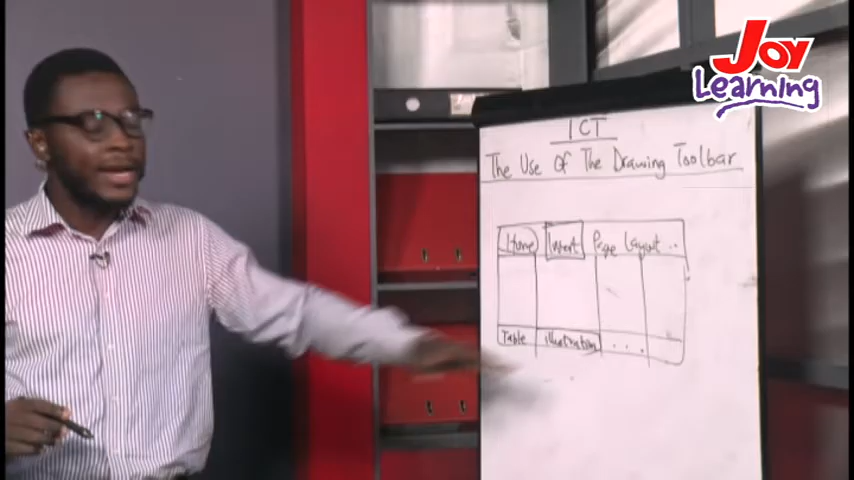 Joy
Learning
ICT
The Use Of The Drawing Toolbar
Home Insert Page Layout ..
Table illustration ...